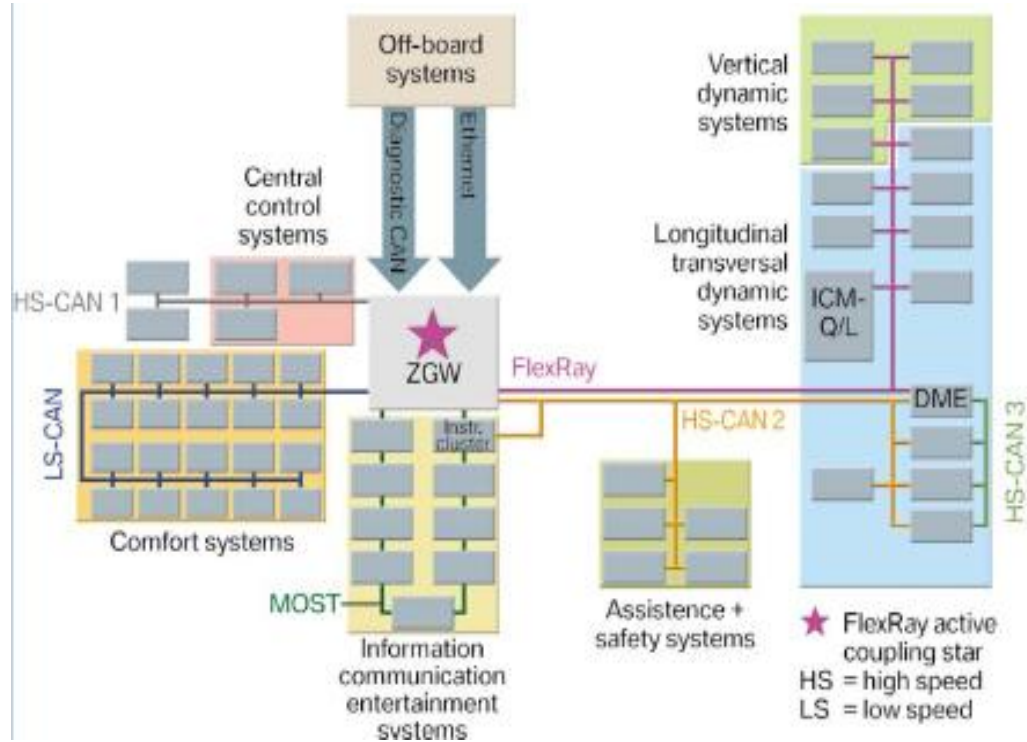 Off-board
systems
Diagnostic CAN
Ethernet
Vertical
dynamic
systems
Central
control
systems
Longitudinal
transversal
dynamic
systems
HS-CAN 1
ICM-
Q/L
ZGW
FlexRay
DME
LS-CAN
Instr.
cluster
HS-CAN 2
HS-CAN 3
Comfort systems
MOST
Assistence +
safety systems
Information
communication
entertainment
systems
FlexRay active
coupling star
HS = high speed
LS = low speed